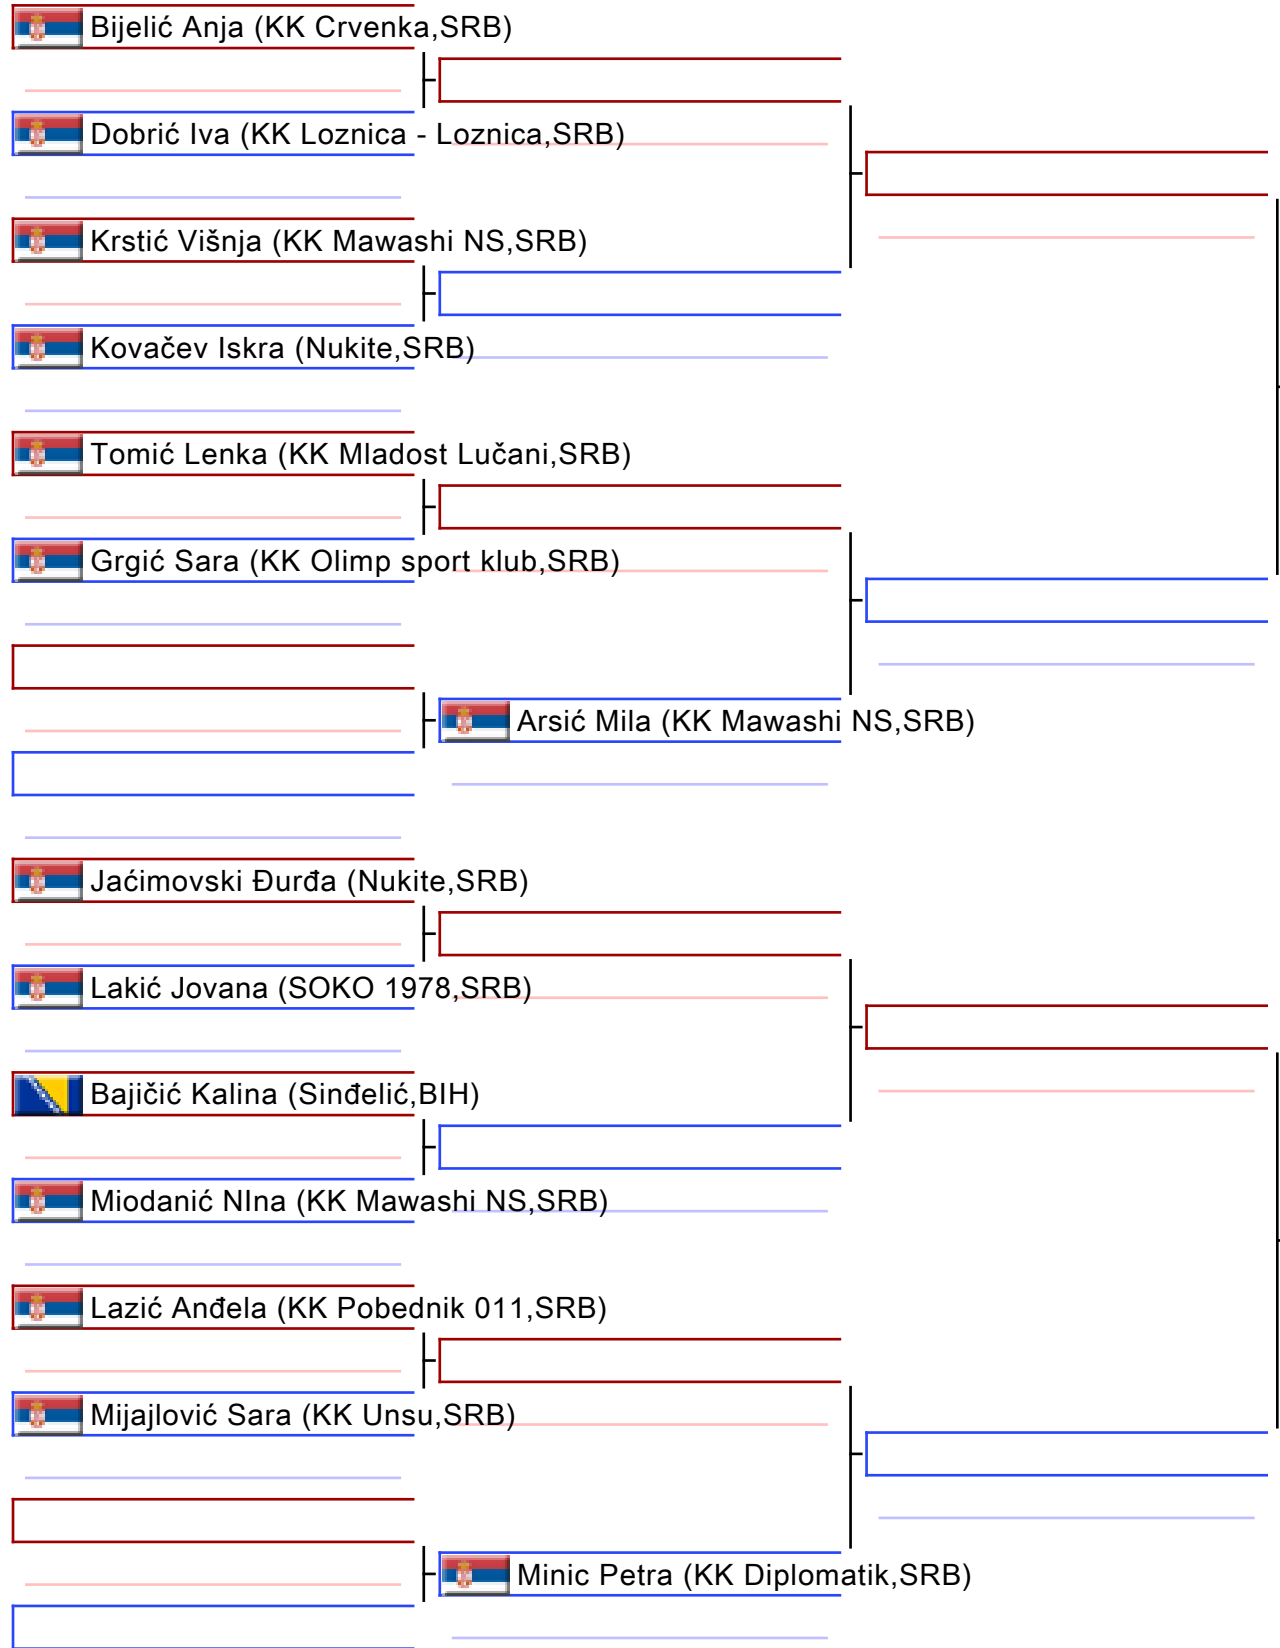 Bijelić Anja (KK Crvenka,SRB)
Dobrić Iva (KK Loznica - Loznica,SRB)
Krstić Višnja (KK Mawashi NS,SRB)
Kovačev Iskra (Nukite,SRB)
Tomić Lenka (KK Mladost Lučani,SRB)
Grgić Sara (KK Olimp sport klub,SRB)
Arsić Mila (KK Mawashi NS,SRB)
Jaćimovski Đurđa (Nukite,SRB)
Lakić Jovana (SOKO 1978,SRB)
Bajičić Kalina (Sinđelić,BIH)
Miodanić NIna (KK Mawashi NS,SRB)
Lazić Anđela (KK Pobednik 011,SRB)
Mijajlović Sara (KK Unsu,SRB)
Minic Petra (KK Diplomatik,SRB)